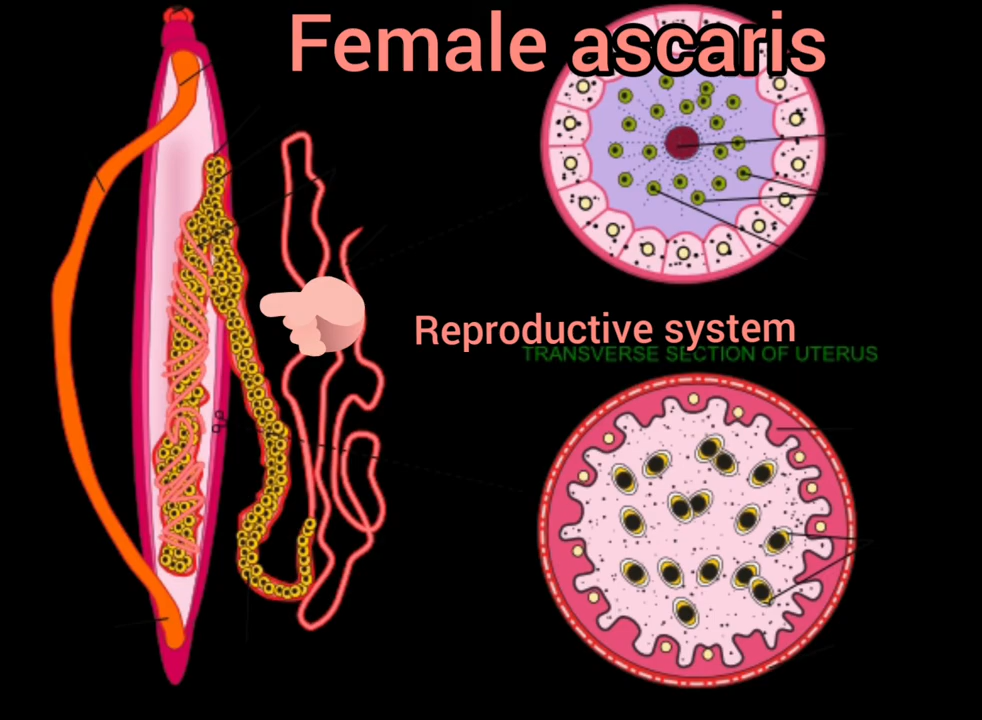 Female ascaris
Reproductive system
TRANSVERSE SECTION OF UTERUS